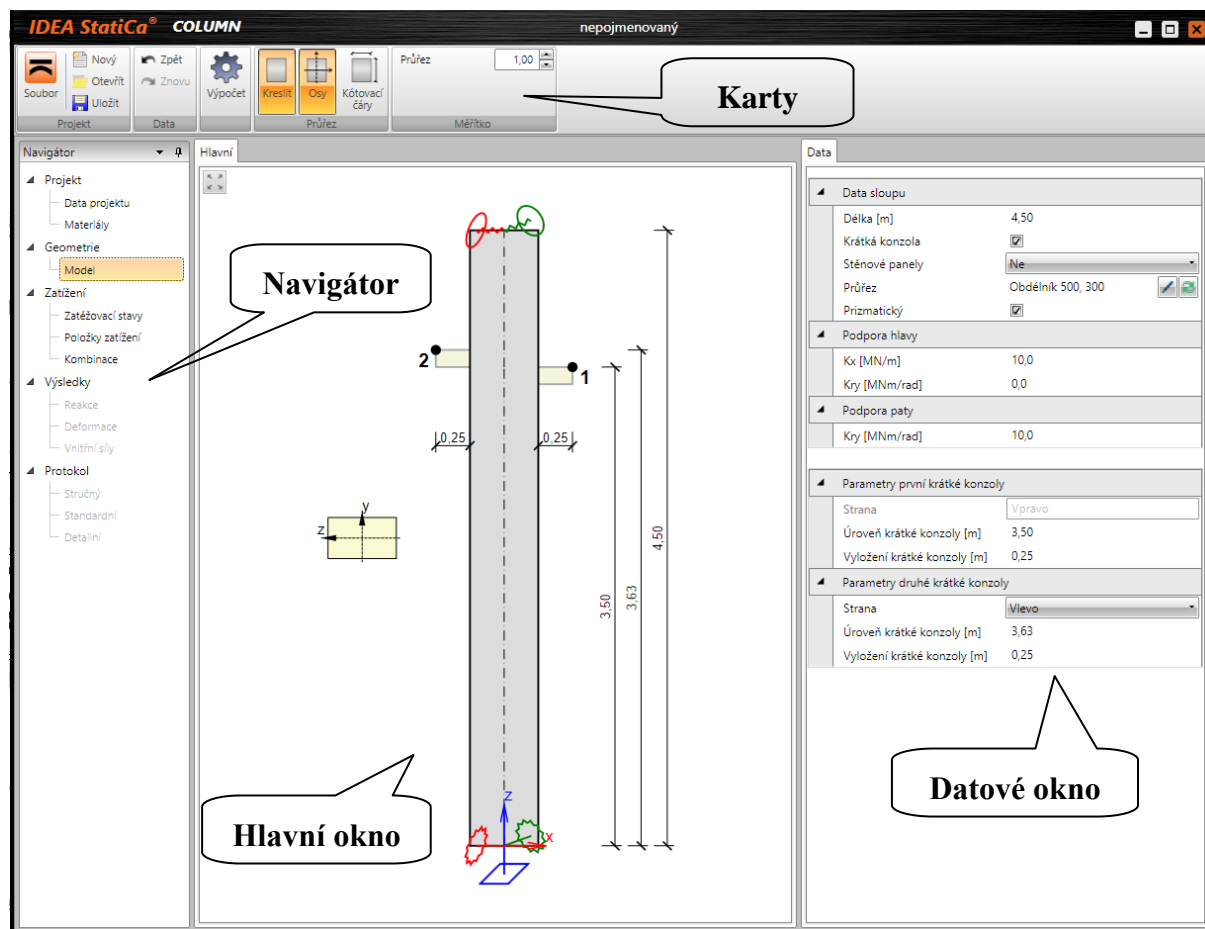 IDEA StatiCa® COLUMN
nepojmenovaný
Soubor
Nový
Otevřít
Uložit
Projekt
Zpět
Znovu
Data
Výpočet
Kreslit
Osy
Kótovací čáry
Průřez
Průřez 1,00
Měřítko
Karty
Navigátor
Projekt
Data projektu
Materiály
Geometrie
Model
Zatížení
Zatěžovací stavy
Položky zatížení
Kombinace
Výsledky
Reakce
Deformace
Vnitřní síly
Protokol
Stručný
Standardní
Detailní
Navigátor
Hlavní
2
1
0,25
0,25
y
z
3,50
3,63
4,50
z
x
Hlavní okno
Data
Data sloupu
Délka [m] 4,50
Krátká konzola
Stěnové panely Ne
Průřez Obdélník 500, 300
Prizmatický
Podpora hlavy
Kx [MN/m] 10,0
Kry [MNm/rad] 0,0
Podpora paty
Kry [MNm/rad] 10,0
Parametry první krátké konzoly
Strana Vpravo
Úroveň krátké konzoly [m] 3,50
Vyložení krátké konzoly [m] 0,25
Parametry druhé krátké konzoly
Strana Vlevo
Úroveň krátké konzoly [m] 3,63
Vyložení krátké konzoly [m] 0,25
Datové okno